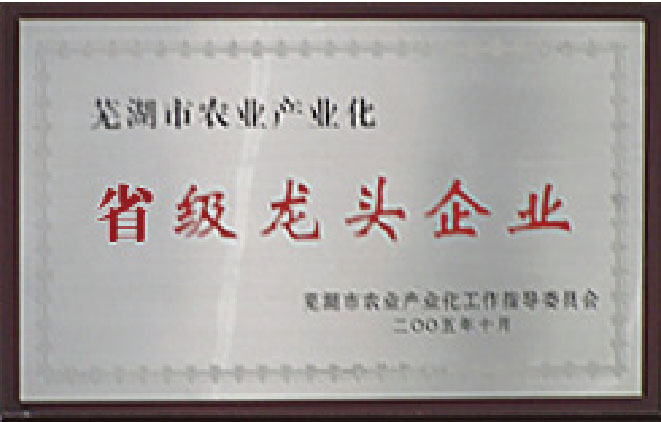 芜湖市农业产业化
省级龙头企业
芜湖市农业产业化工作指导委员会
二〇〇五年十月